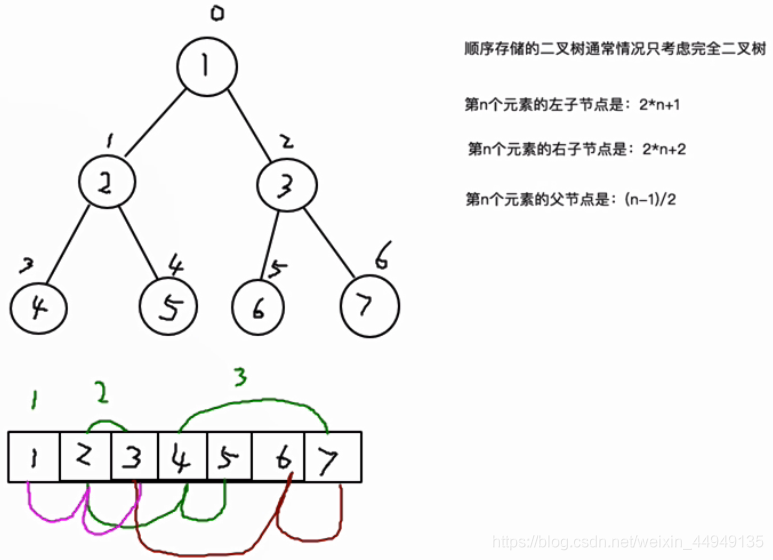 0
1
顺序存储的二叉树通常情况只考虑完全二叉树
第n个元素的左子节点是：2*n+1
1
2
第n个元素的右子节点是：2*n+2
2
3
第n个元素的父节点是：(n-1)/2
3
4
5
6
4
5
6
7
1
2
3
1 2 3 4 5 6 7
https://blog.csdn.net/weixin_44949135